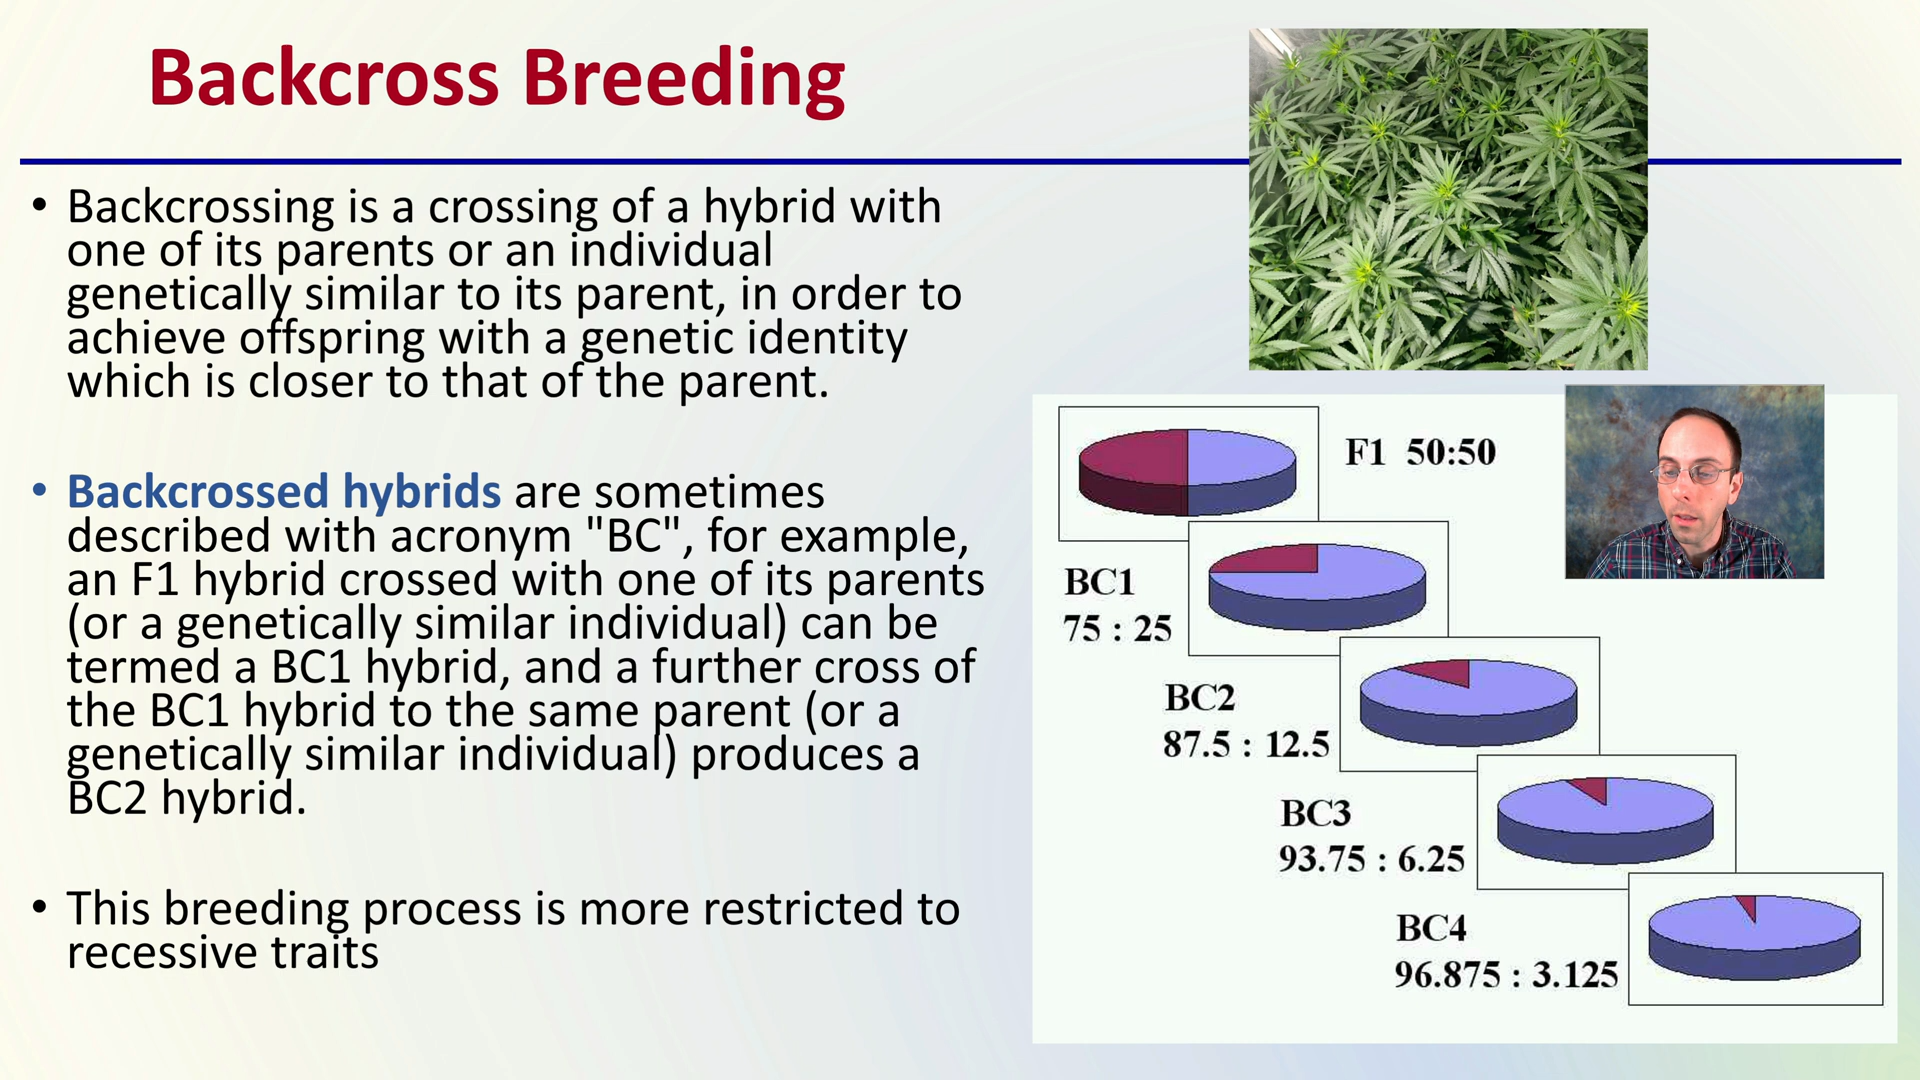 Backcross Breeding
• Backcrossing is a crossing of a hybrid with
one of its parents or an individual
genetically similar to its parent, in order to
achieve offspring with a genetic identity
which is closer to that of the parent.
• Backcrossed hybrids are sometimes
described with acronym "BC", for example,
an F1 hybrid crossed with one of its parents
(or a genetically similar individual) can be
termed a BC1 hybrid, and a further cross of
the BC1 hybrid to the same parent (or a
genetically similar individual) produces a
BC2 hybrid.
• This breeding process is more restricted to
recessive traits
F1 50:50
BC1
75 : 25
BC2
87.5 : 12.5
BC3
93.75 : 6.25
BC4
96.875 : 3.125